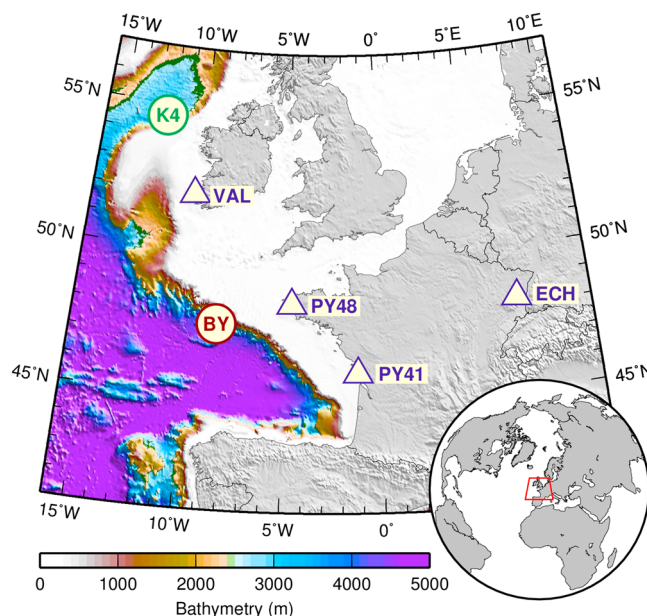 15˚W 10˚W 5˚W 0˚ 5˚E 10˚E
55˚N 55˚N
K4
VAL
50˚N 50˚N
ECH
PY48
BY
PY41
45˚N 45˚N
15˚W 10˚W 5˚W 0˚
0 1000 2000 3000 4000 5000
Bathymetry (m)